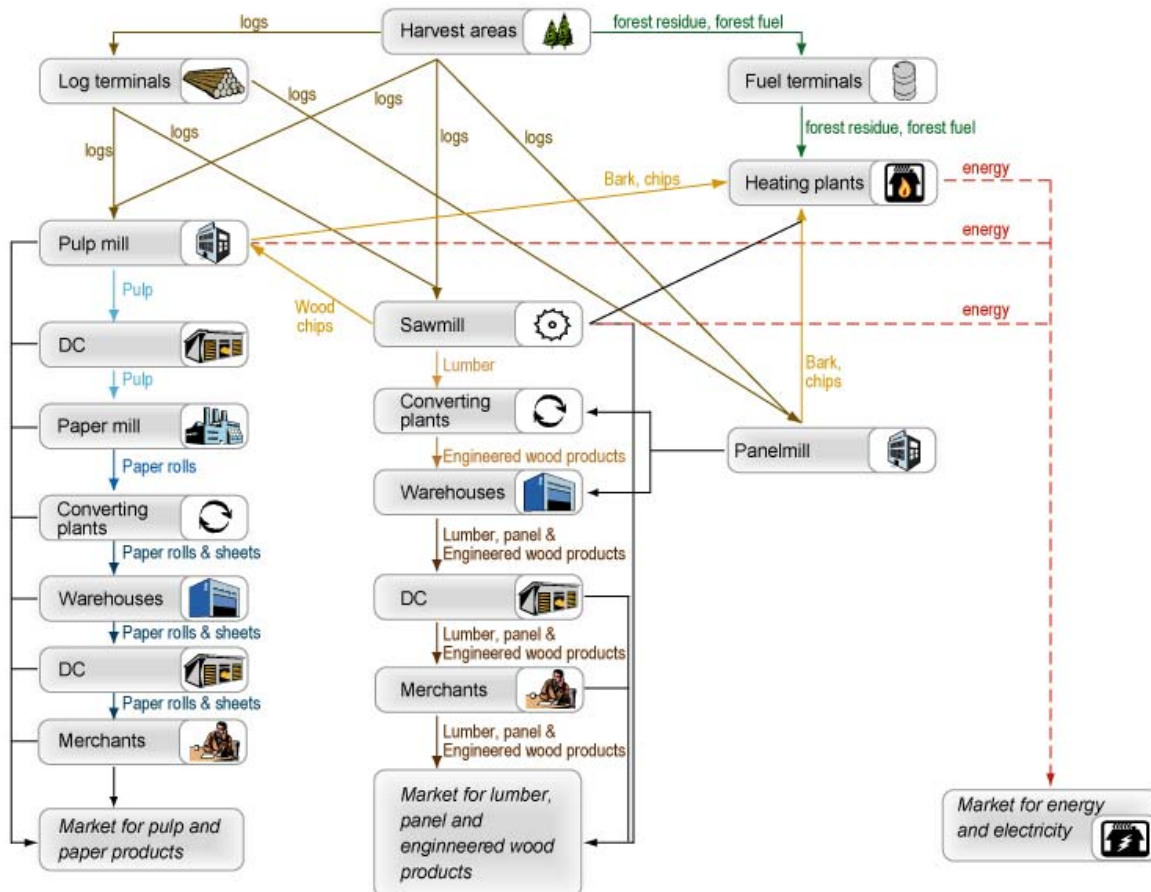 logs
Harvest areas
forest residue, forest fuel
Log terminals
Fuel terminals
logs
logs
logs
logs
logs
logs
forest residue, forest fuel
Bark, chips
Heating plants
energy
Pulp mill
energy
Pulp
Wood
chips
Sawmill
energy
DC
Lumber
Bark,
chips
Pulp
Converting
plants
Paper mill
Panelmill
Engineered wood products
Paper rolls
Warehouses
Converting
plants
Lumber, panel &
Engineered wood products
Paper rolls & sheets
Warehouses
DC
Paper rolls & sheets
Lumber, panel &
Engineered wood products
DC
Merchants
Paper rolls & sheets
Lumber, panel &
Engineered wood products
Merchants
Market for lumber,
panel and
enginneered wood
products
Market for energy
and electricity
Market for pulp and
paper products